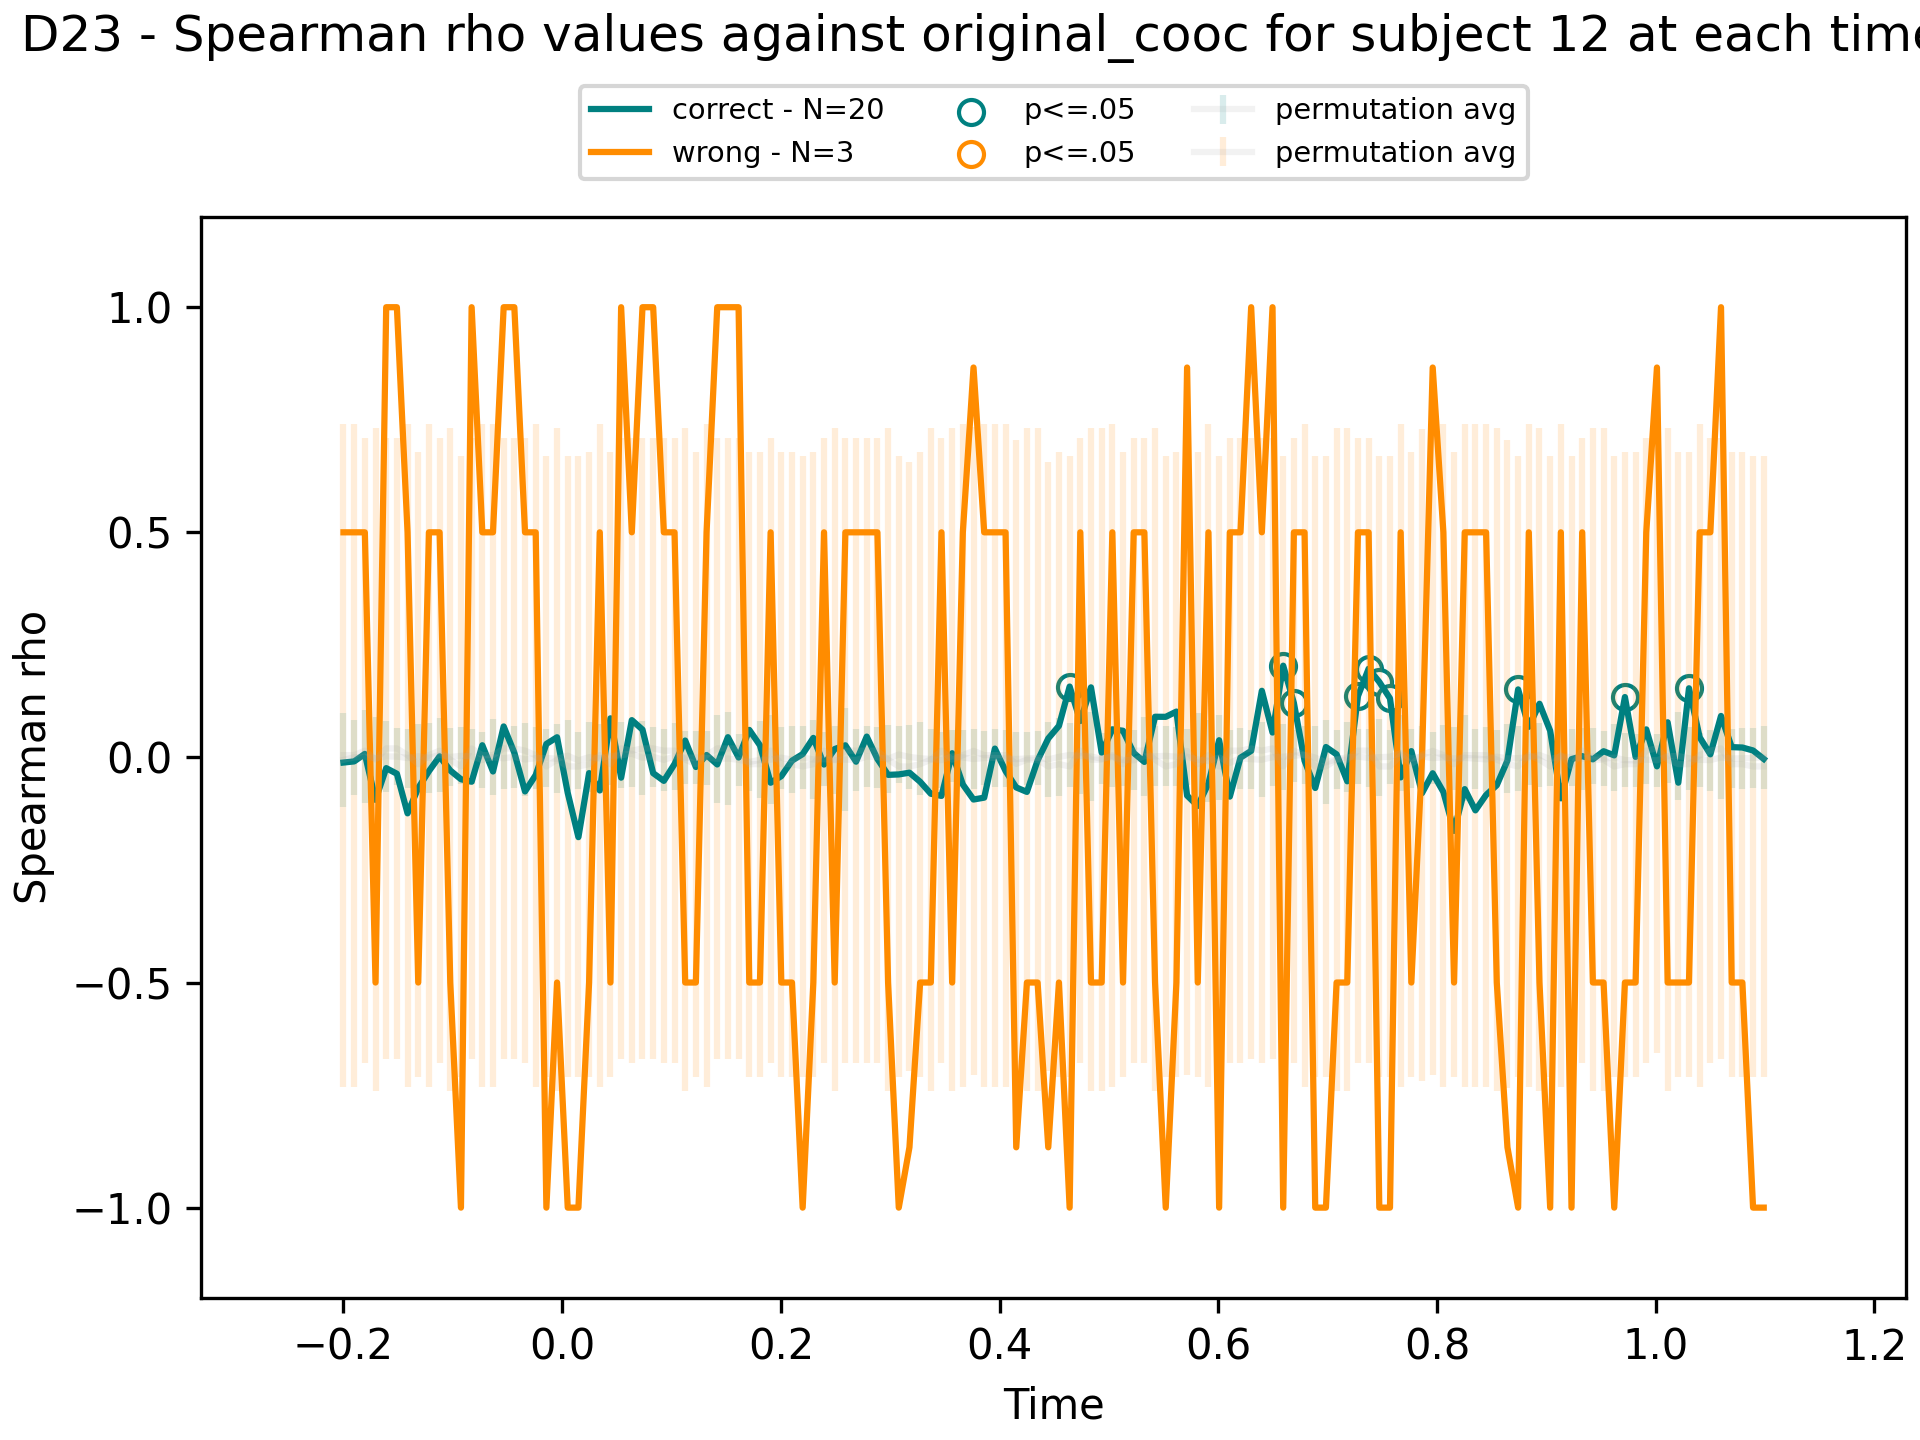 D23 - Spearman rho values against original_cooc for subject 12 at each time
correct - N=20 p<=.05 permutation avg
wrong - N=3 p<=.05 permutation avg
1.0
0.5
0.0
−0.5
−1.0
Spearman rho
−0.2 0.0 0.2 0.4 0.6 0.8 1.0 1.2
Time